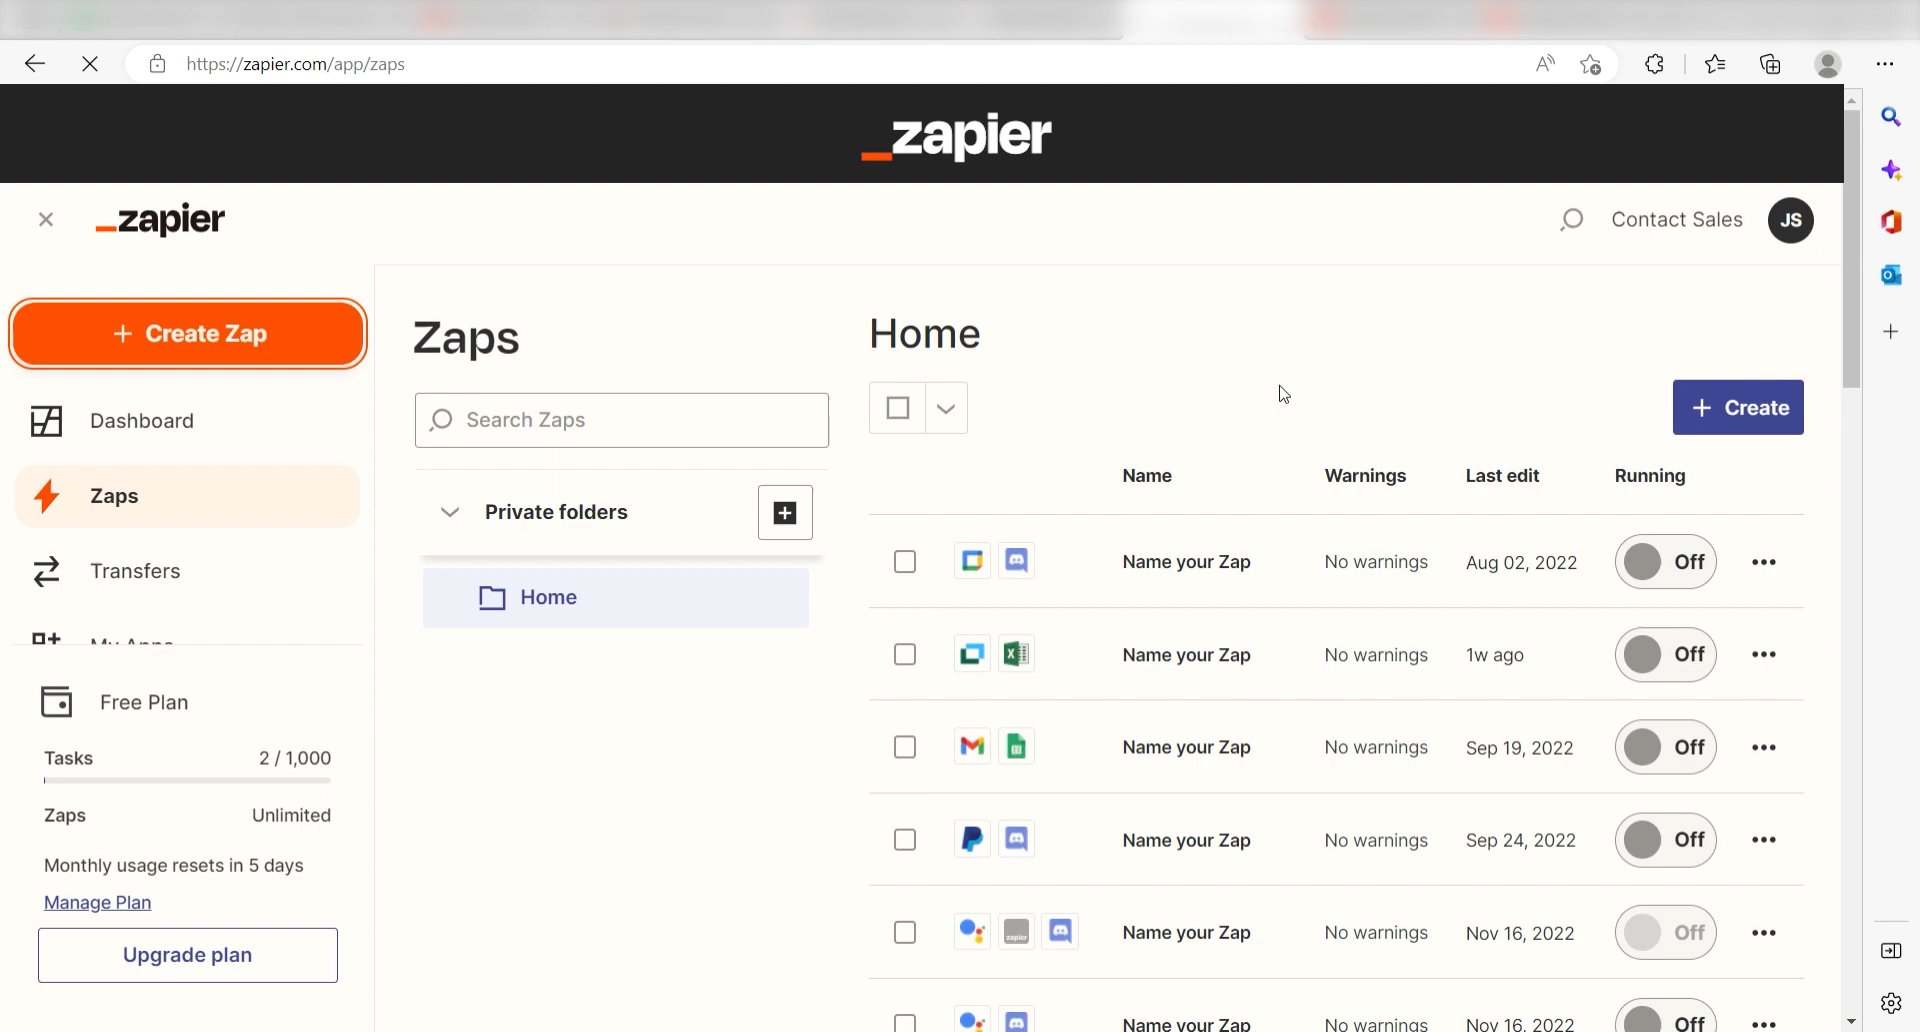 https://zapier.com/app/zaps
zapier
zapier
Contact Sales
JS
+ Create Zap
Dashboard
Zaps
Transfers
My Apps
Free Plan
Tasks 2 / 1,000
Zaps Unlimited
Monthly usage resets in 5 days
Manage Plan
Upgrade plan
Zaps
Search Zaps
Private folders
Home
Home
+ Create
Name Warnings Last edit Running
Name your Zap No warnings Aug 02, 2022 Off
Name your Zap No warnings 1w ago Off
Name your Zap No warnings Sep 19, 2022 Off
Name your Zap No warnings Sep 24, 2022 Off
zapier
Name your Zap No warnings Nov 16, 2022 Off
Name your Zap No warnings Nov 16, 2022 Off